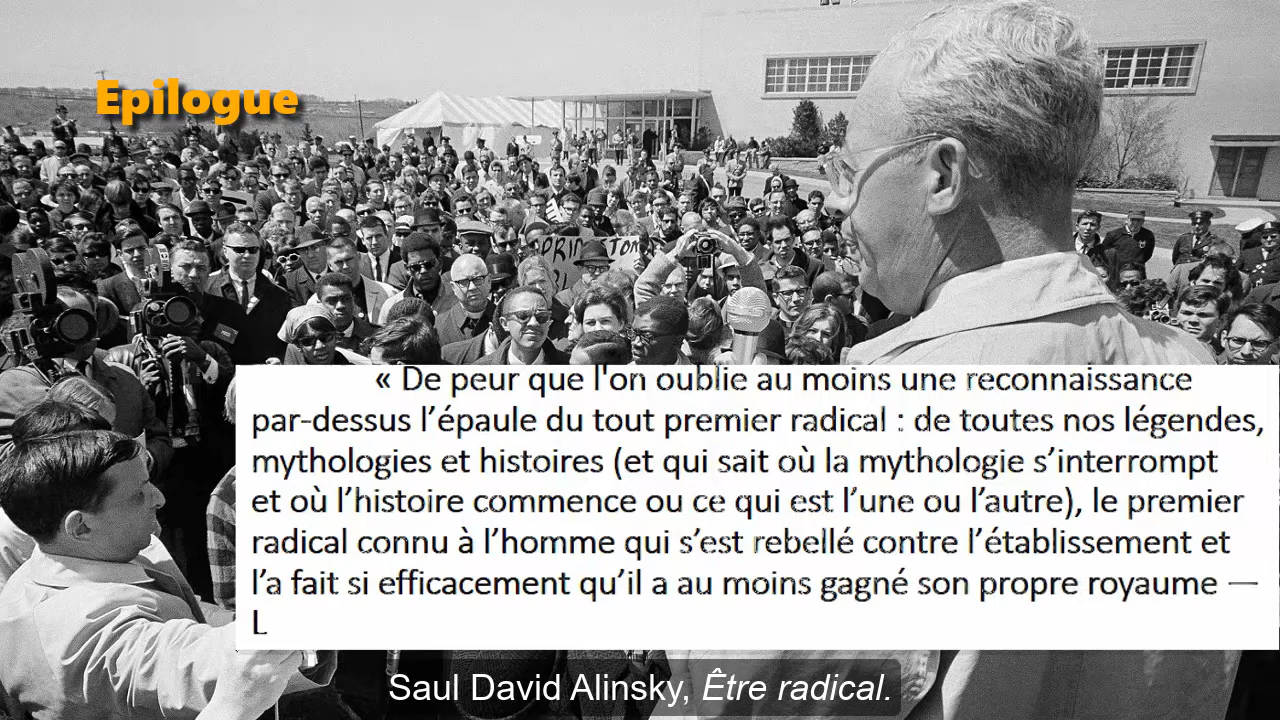 Epilogue
« De peur que l'on oublie au moins une reconnaissance
par-dessus l’épaule du tout premier radical : de toutes nos légendes,
mythologies et histoires (et qui sait où la mythologie s’interrompt
et où l’histoire commence ou ce qui est l’une ou l’autre), le premier
radical connu à l’homme qui s’est rebellé contre l’établissement et
l’a fait si efficacement qu’il a au moins gagné son propre royaume —
L
Saul David Alinsky, Être radical.